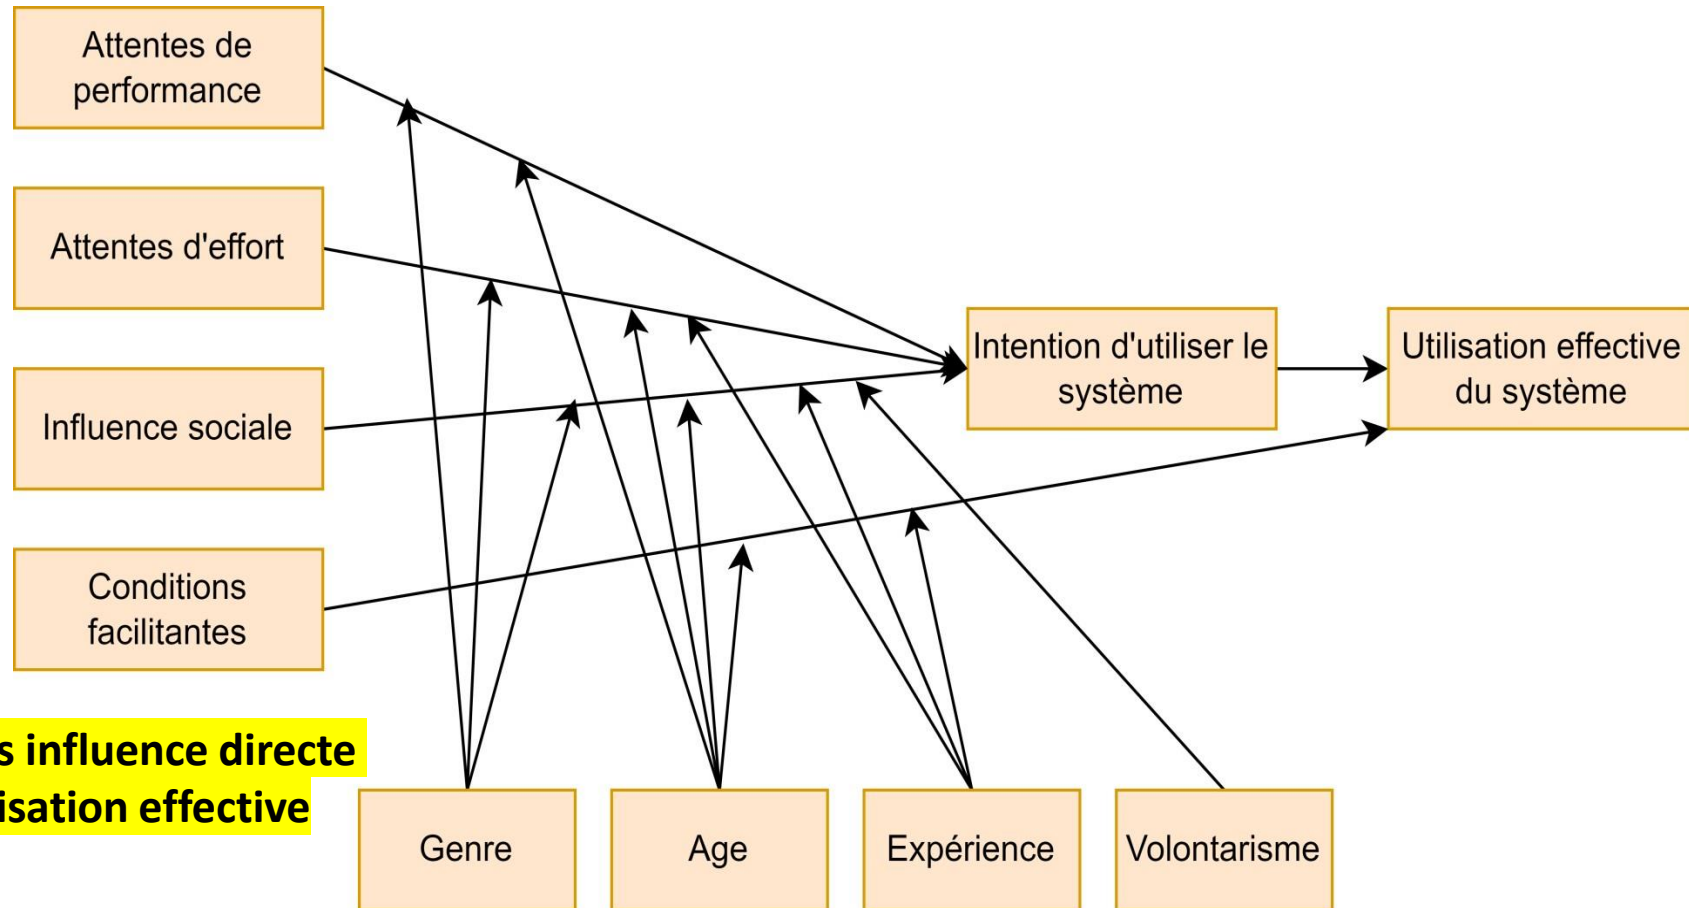 Attentes de
performance
Attentes d'effort
Influence sociale
Conditions
facilitantes
Intention d'utiliser le
système
Utilisation effective
du système
influence directe
effective
Genre
Age
Expérience
Volontarisme